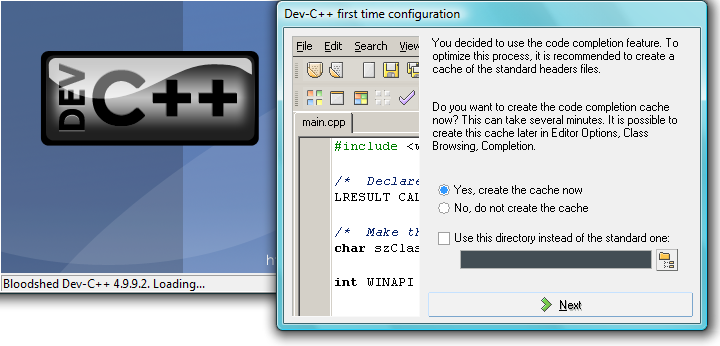 DEV
C++
Bloodshed Dev-C++ 4.9.9.2. Loading...
Dev-C++ first time configuration
File Edit Search
main.cpp
#include
/*
LRESULT
/* Make
char
int WINAPI
You decided to use the code completion feature. To
optimize this process, it is recommended to create a
cache of the standard headers files.
Do you want to create the code completion cache
now? This can take several minutes. It is possible to
create this cache later in Editor Options, Class
Browsing, Completion.
Yes, create the cache now
No, do not create the cache
Use this directory instead of the standard one:
Next